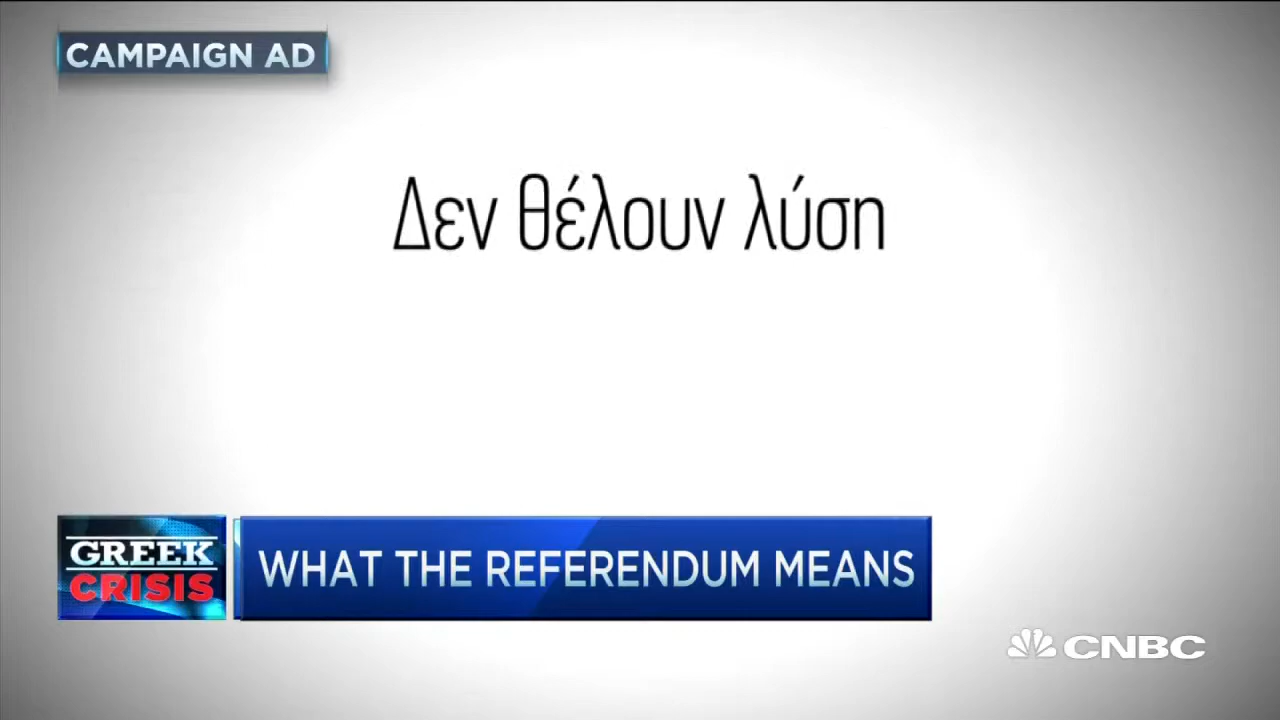 CAMPAIGN AD
Δεν θέλουν λύση
GREEK
CRISIS
WHAT THE REFERENDUM MEANS
CNBC